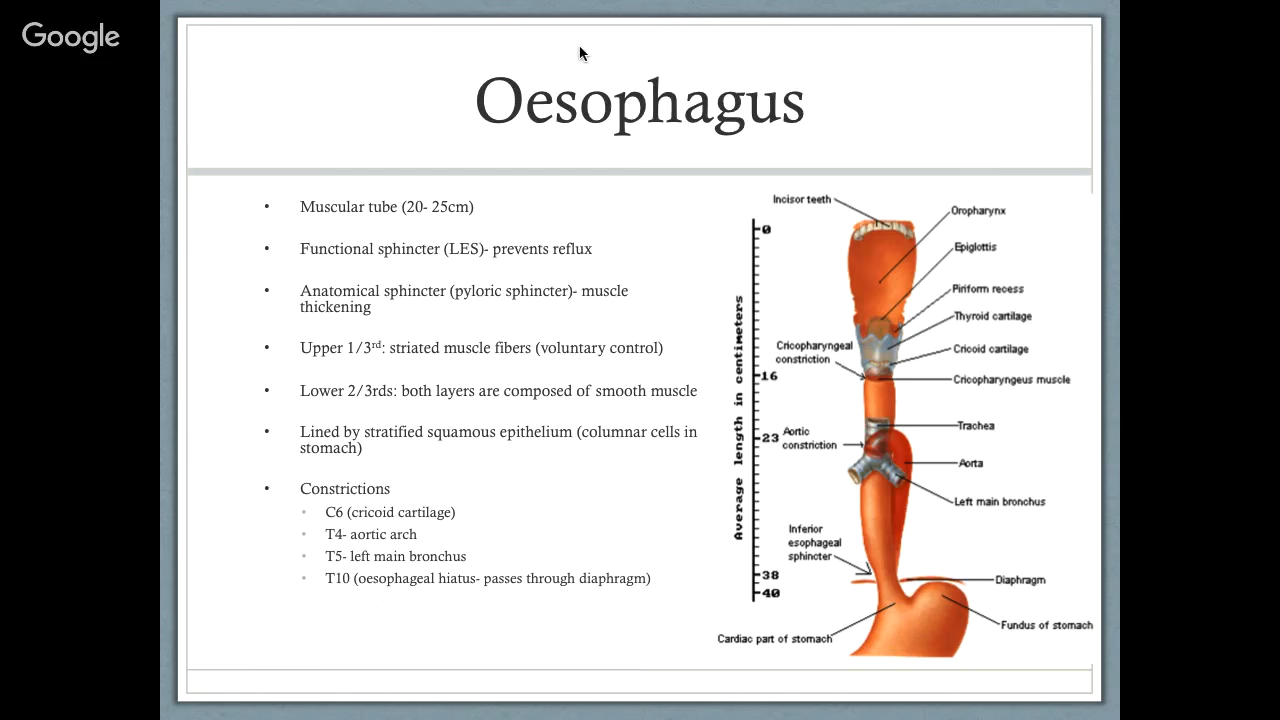 Google
Oesophagus
• Muscular tube (20- 25cm)
• Functional sphincter (LES)- prevents reflux
• Anatomical sphincter (pyloric sphincter)- muscle
thickening
• Upper 1/3rd: striated muscle fibers (voluntary control)
• Lower 2/3rds: both layers are composed of smooth muscle
• Lined by stratified squamous epithelium (columnar cells in
stomach)
• Constrictions
• C6 (cricoid cartilage)
• T4- aortic arch
• T5- left main bronchus
• T10 (oesophageal hiatus- passes through diaphragm)
Incisor teeth
Oropharynx
0
Epiglottis
Piriform recess
Thyroid cartilage
Cricopharyngeal
constriction
Cricoid cartilage
16
Cricopharyngeus muscle
Average length in centimeters
Trachea
23
Aortic
constriction
Aorta
Left main bronchus
Inferior
esophageal
sphincter
38
Diaphragm
40
Fundus of stomach
Cardiac part of stomach